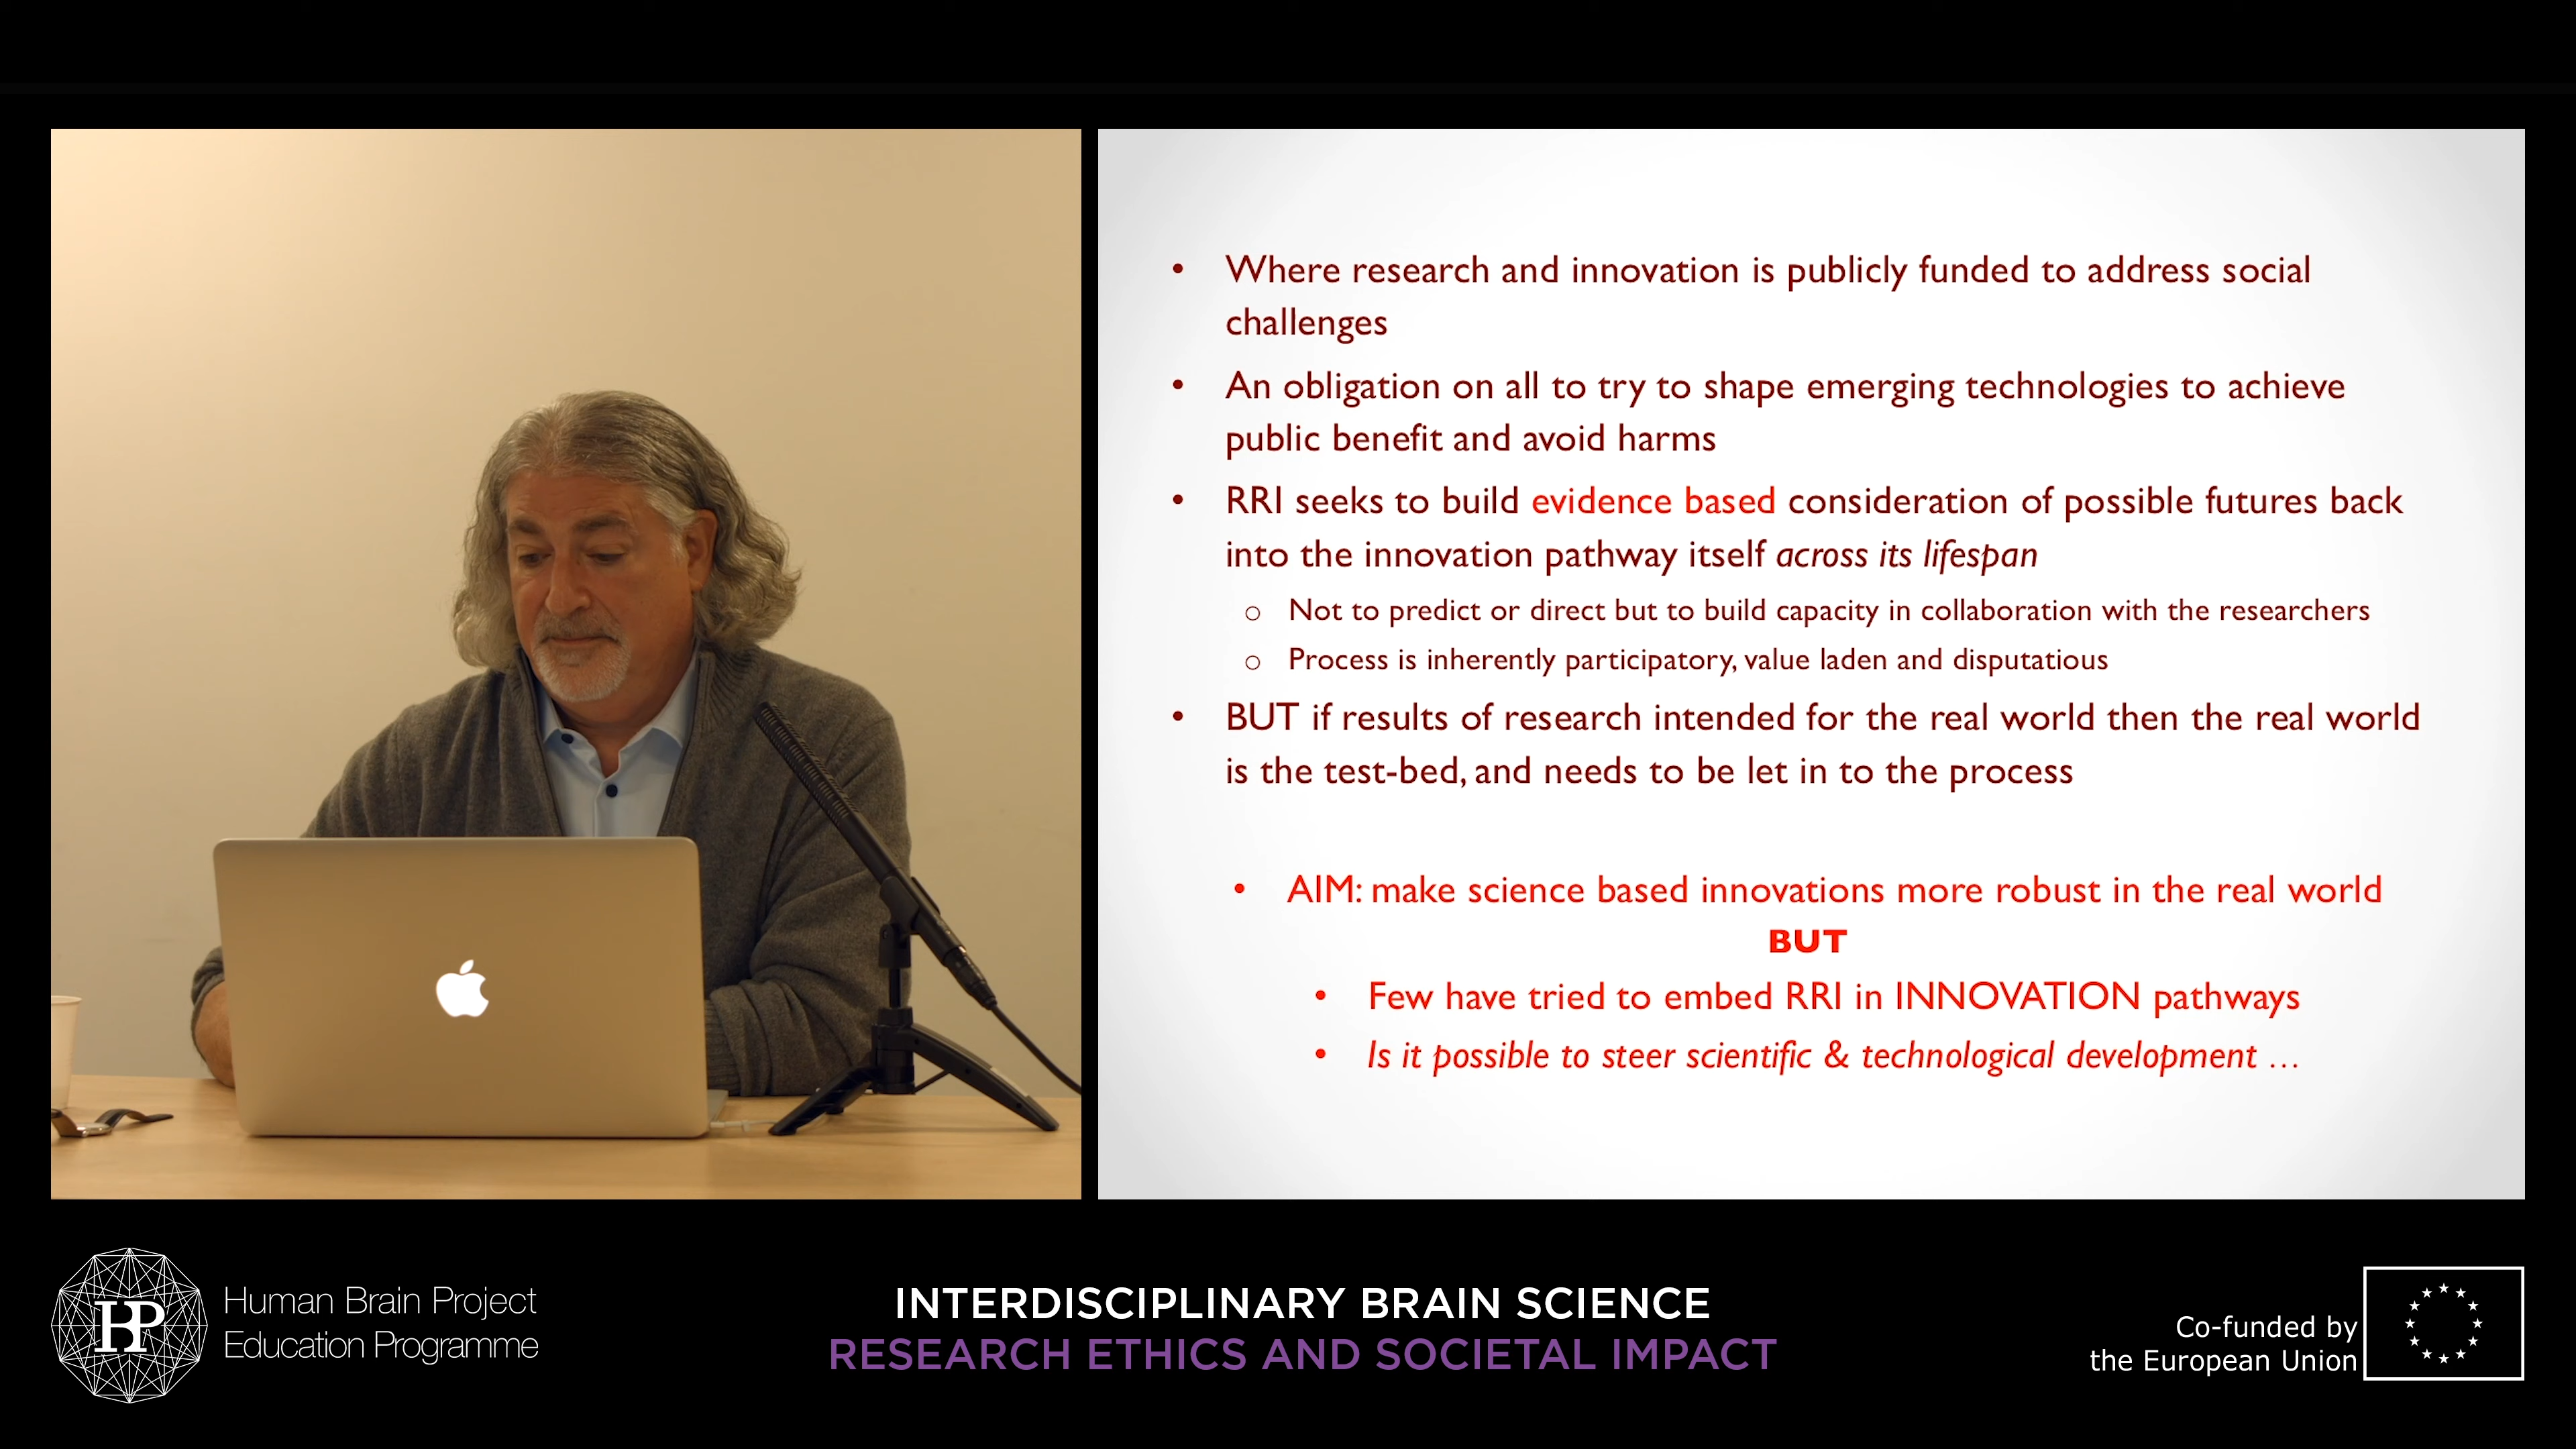 • Where research and innovation is publicly funded to address social
challenges
• An obligation on all to try to shape emerging technologies to achieve
public benefit and avoid harms
• RRI seeks to build evidence based consideration of possible futures back
into the innovation pathway itself across its lifespan
o Not to predict or direct but to build capacity in collaboration with the researchers
o Process is inherently participatory, value laden and disputatious
• BUT if results of research intended for the real world then the real world
is the test-bed, and needs to be let in to the process
• AIM: make science based innovations more robust in the real world
BUT
• Few have tried to embed RRI in INNOVATION pathways
• Is it possible to steer scientific & technological development …
HBP
Human Brain Project
Education Programme
INTERDISCIPLINARY BRAIN SCIENCE
RESEARCH ETHICS AND SOCIETAL IMPACT
Co-funded by
the European Union